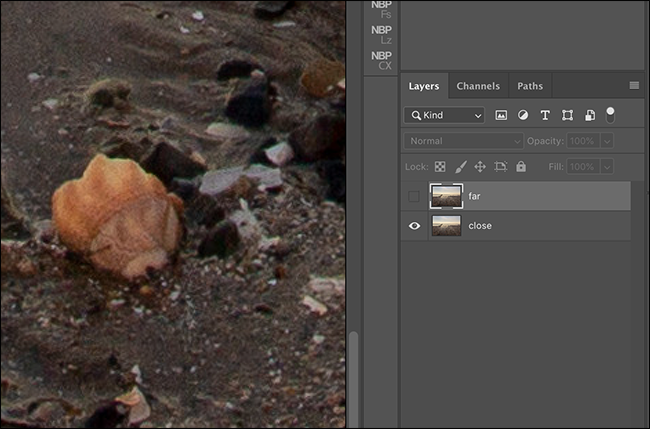 NBP
Fs
NBP
Lz
NBP
CX
Layers Channels Paths
Kind
Normal Opacity: 100%
Lock: Fill: 100%
far
close